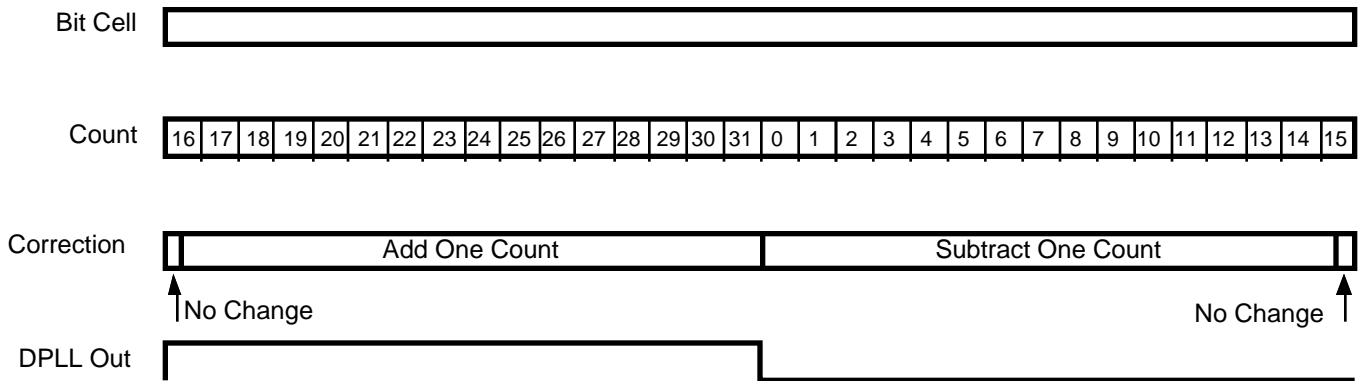 Bit Cell
Count 16 17 18 19 20 21 22 23 24 25 26 27 28 29 30 31 0 1 2 3 4 5 6 7 8 9 10 11 12 13 14 15
Correction Add One Count Subtract One Count
No Change No Change
DPLL Out